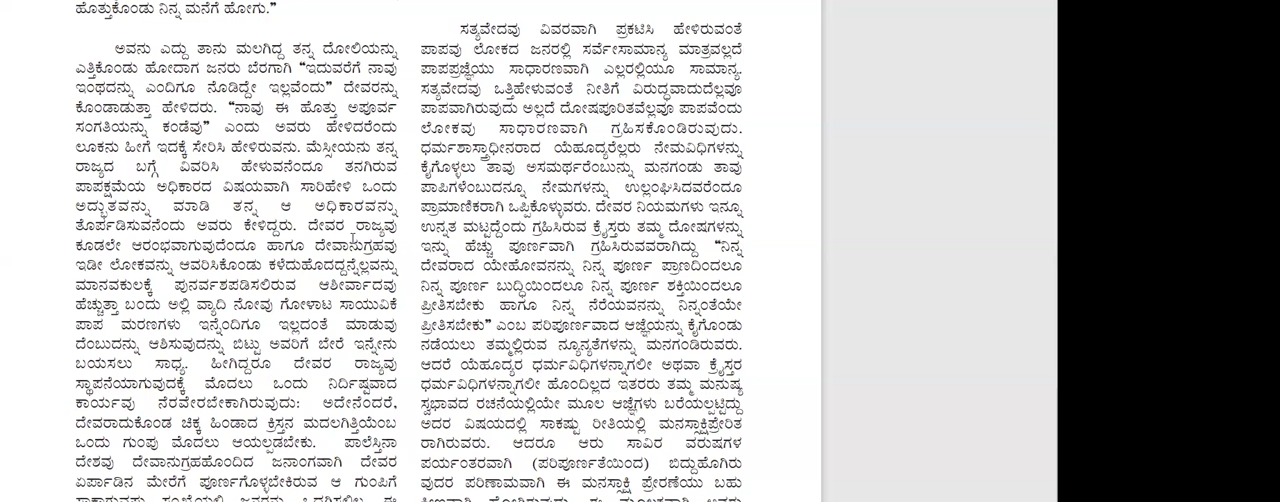 ಹೊತ್ತುಕೊಂಡು ನಿನ್ನ ಮನೆಗೆ ಹೋಗು.”
ಅವನು ಎದ್ದು ತಾನು ಮಲಗಿದ್ದ ತನ್ನ ದೋಲಿಯನ್ನು
ಎತ್ತಿಕೊಂಡು ಹೋದಾಗ ಜನರು ಬೆರಗಾಗಿ “ಇದುವರೆಗೆ ನಾವು
ಇಂಥದನ್ನು ಎಂದಿಗೂ ನೊಡಿದ್ದೇ ಇಲ್ಲವೆಂದು” ದೇವರನ್ನು
ಕೊಂಡಾಡುತ್ತಾ ಹೇಳಿದರು. “ನಾವು ಈ ಹೊತ್ತು ಅಪೂರ್ವ
ಸಂಗತಿಯನ್ನು ಕಂಡೆವು” ಎಂದು ಅವರು ಹೇಳಿದರೆಂದು
ಲೂಕನು ಹೀಗೆ ಇದಕ್ಕೆ ಸೇರಿಸಿ ಹೇಳಿರುವನು. ಮೆಸ್ಸೀಯನು ತನ್ನ
ರಾಜ್ಯದ ಬಗ್ಗೆ ವಿವರಿಸಿ ಹೇಳುವನೆಂದೂ ತನಗಿರುವ
ಪಾಪಕ್ಷಮೆಯ ಅಧಿಕಾರದ ವಿಷಯವಾಗಿ ಸಾರಿಹೇಳಿ ಒಂದು
ಅದ್ಭುತವನ್ನು ಮಾಡಿ ತನ್ನ ಆ ಅಧಿಕಾರವನ್ನು
ತೊರ್ಪಡಿಸುವನೆಂದು ಅವರು ಕೇಳಿದ್ದರು. ದೇವರ ರಾಜ್ಯವು
ಕೂಡಲೇ ಆರಂಭವಾಗುವುದೆಂದೂ ಹಾಗೂ ದೇವಾನುಗ್ರಹವು
ಇಡೀ ಲೋಕವನ್ನು ಆವರಿಸಿಕೊಂಡು ಕಳೆದುಹೊದದ್ದನ್ನೆಲ್ಲವನ್ನು
ಮಾನವಕುಲಕ್ಕೆ ಪುನರ್ವಶಪಡಿಸಲಿರುವ ಆಶೀರ್ವಾದವು
ಹೆಚ್ಚುತ್ತಾ ಬಂದು ಅಲ್ಲಿ ವ್ಯಾಧಿ ನೋವು ಗೋಳಾಟ ಸಾಯುವಿಕೆ
ಪಾಪ ಮರಣಗಳು ಇನ್ನೆಂದಿಗೂ ಇಲ್ಲದಂತೆ ಮಾಡುವು
ದೆಂಬುದನ್ನು ಆಶಿಸುವುದನ್ನು ಬಿಟ್ಟು ಅವರಿಗೆ ಬೇರೆ ಇನ್ನೇನು
ಬಯಸಲು ಸಾಧ್ಯ. ಹೀಗಿದ್ದರೂ ದೇವರ ರಾಜ್ಯವು
ಸ್ಥಾಪನೆಯಾಗುವುದಕ್ಕೆ ಮೊದಲು ಒಂದು ನಿರ್ದಿಷ್ಟವಾದ
ಕಾರ್ಯವು ನೆರವೇರಬೇಕಾಗಿರುವುದು: ಅದೇನೆಂದರೆ,
ದೇವರಾದುಕೊಂಡ ಚಿಕ್ಕ ಹಿಂಡಾದ ಕ್ರಿಸ್ತನ ಮದಲಗಿತ್ತಿಯೆಂಬ
ಒಂದು ಗುಂಪು ಮೊದಲು ಆಯಲ್ಪಡಬೇಕು. ಪಾಲೆಸ್ತಿನಾ
ದೇಶವು ದೇವಾನುಗ್ರಹಹೊಂದಿದ ಜನಾಂಗವಾಗಿ ದೇವರ
ಏರ್ಪಾಡಿನ ಮೇರೆಗೆ ಪೂರ್ಣಗೊಳ್ಳಬೇಕಿರುವ ಆ ಗುಂಪಿಗೆ
ಸತ್ಯವೇದವು ವಿವರವಾಗಿ ಪ್ರಕಟಿಸಿ ಹೇಳಿರುವಂತೆ
ಪಾಪವು ಲೋಕದ ಜನರಲ್ಲಿ ಸರ್ವೇಸಾಮಾನ್ಯ ಮಾತ್ರವಲ್ಲದೆ
ಪಾಪಪ್ರಜ್ಞೆಯು ಸಾಧಾರಣವಾಗಿ ಎಲ್ಲರಲ್ಲಿಯೂ ಸಾಮಾನ್ಯ.
ಸತ್ಯವೇದವು ಒತ್ತಿಹೇಳುವಂತೆ ನೀತಿಗೆ ವಿರುದ್ಧವಾದುದೆಲ್ಲವೂ
ಪಾಪವಾಗಿರುವುದು ಅಲ್ಲದೆ ದೋಷಪೂರಿತವೆಲ್ಲವೂ ಪಾಪವೆಂದು
ಲೋಕವು ಸಾಧಾರಣವಾಗಿ ಗ್ರಹಿಸಕೊಂಡಿರುವುದು.
ಧರ್ಮಶಾಸ್ತ್ರಾಧೀನರಾದ ಯೆಹೂದ್ಯರೆಲ್ಲರು ನೇಮವಿಧಿಗಳನ್ನು
ಕೈಗೊಳ್ಳಲು ತಾವು ಅಸಮರ್ಥರೆಂಬುನ್ನು ಮನಗಂಡು ತಾವು
ಪಾಪಿಗಳೆಂಬುದನ್ನೂ ನೇಮಗಳನ್ನು ಉಲ್ಲಂಘಿಸಿದವರೆಂದೂ
ಪ್ರಾಮಾಣಿಕರಾಗಿ ಒಪ್ಪಿಕೊಳ್ಳುವರು. ದೇವರ ನಿಯಮಗಳು ಇನ್ನೂ
ಉನ್ನತ ಮಟ್ಟದ್ದೆಂದು ಗ್ರಹಿಸಿರುವ ಕ್ರೈಸ್ತರು ತಮ್ಮ ದೋಷಗಳನ್ನು
ಇನ್ನು ಹೆಚ್ಚು ಪೂರ್ಣವಾಗಿ ಗ್ರಹಿಸಿರುವವರಾಗಿದ್ದು “ನಿನ್ನ
ದೇವರಾದ ಯೇಹೋವನನ್ನು ನಿನ್ನ ಪೂರ್ಣ ಪ್ರಾಣದಿಂದಲೂ
ನಿನ್ನ ಪೂರ್ಣ ಬುದ್ಧಿಯಿಂದಲೂ ನಿನ್ನ ಪೂರ್ಣ ಶಕ್ತಿಯಿಂದಲೂ
ಪ್ರೀತಿಸಬೇಕು ಹಾಗೂ ನಿನ್ನ ನೆರೆಯವನನ್ನು ನಿನ್ನಂತೆಯೇ
ಪ್ರೀತಿಸಬೇಕು” ಎಂಬ ಪರಿಪೂರ್ಣವಾದ ಆಜ್ಞೆಯನ್ನು ಕೈಗೊಂಡು
ನಡೆಯಲು ತಮ್ಮಲ್ಲಿರುವ ನ್ಯೂನ್ಯತೆಗಳನ್ನು ಮನಗಂಡಿರುವರು.
ಆದರೆ ಯೆಹೂದ್ಯರ ಧರ್ಮವಿಧಿಗಳನ್ನಾಗಲೀ ಅಥವಾ ಕ್ರೈಸ್ತರ
ಧರ್ಮವಿಧಿಗಳನ್ನಾಗಲೀ ಹೊಂದಿಲ್ಲದ ಇತರರು ತಮ್ಮ ಮನುಷ್ಯ
ಸ್ವಭಾವದ ರಚನೆಯಲ್ಲಿಯೇ ಮೂಲ ಆಜ್ಞೆಗಳು ಬರೆಯಲ್ಪಟ್ಟಿದ್ದು
ಅದರ ವಿಷಯದಲ್ಲಿ ಸಾಕಷ್ಟು ರೀತಿಯಲ್ಲಿ ಮನಸ್ಸಾಕ್ಷಿಪ್ರೇರಿತ
ರಾಗಿರುವರು. ಆದರೂ ಆರು ಸಾವಿರ ವರುಷಗಳ
ಪರ್ಯಂತರವಾಗಿ (ಪರಿಪೂರ್ಣತೆಯಿಂದ) ಬಿದ್ದುಹೊಗಿರು
ವುದರ ಪರಿಣಾಮವಾಗಿ ಈ ಮನಸಾಕ್ಷಿ ಪ್ರೇರಣೆಯು ಬಹು